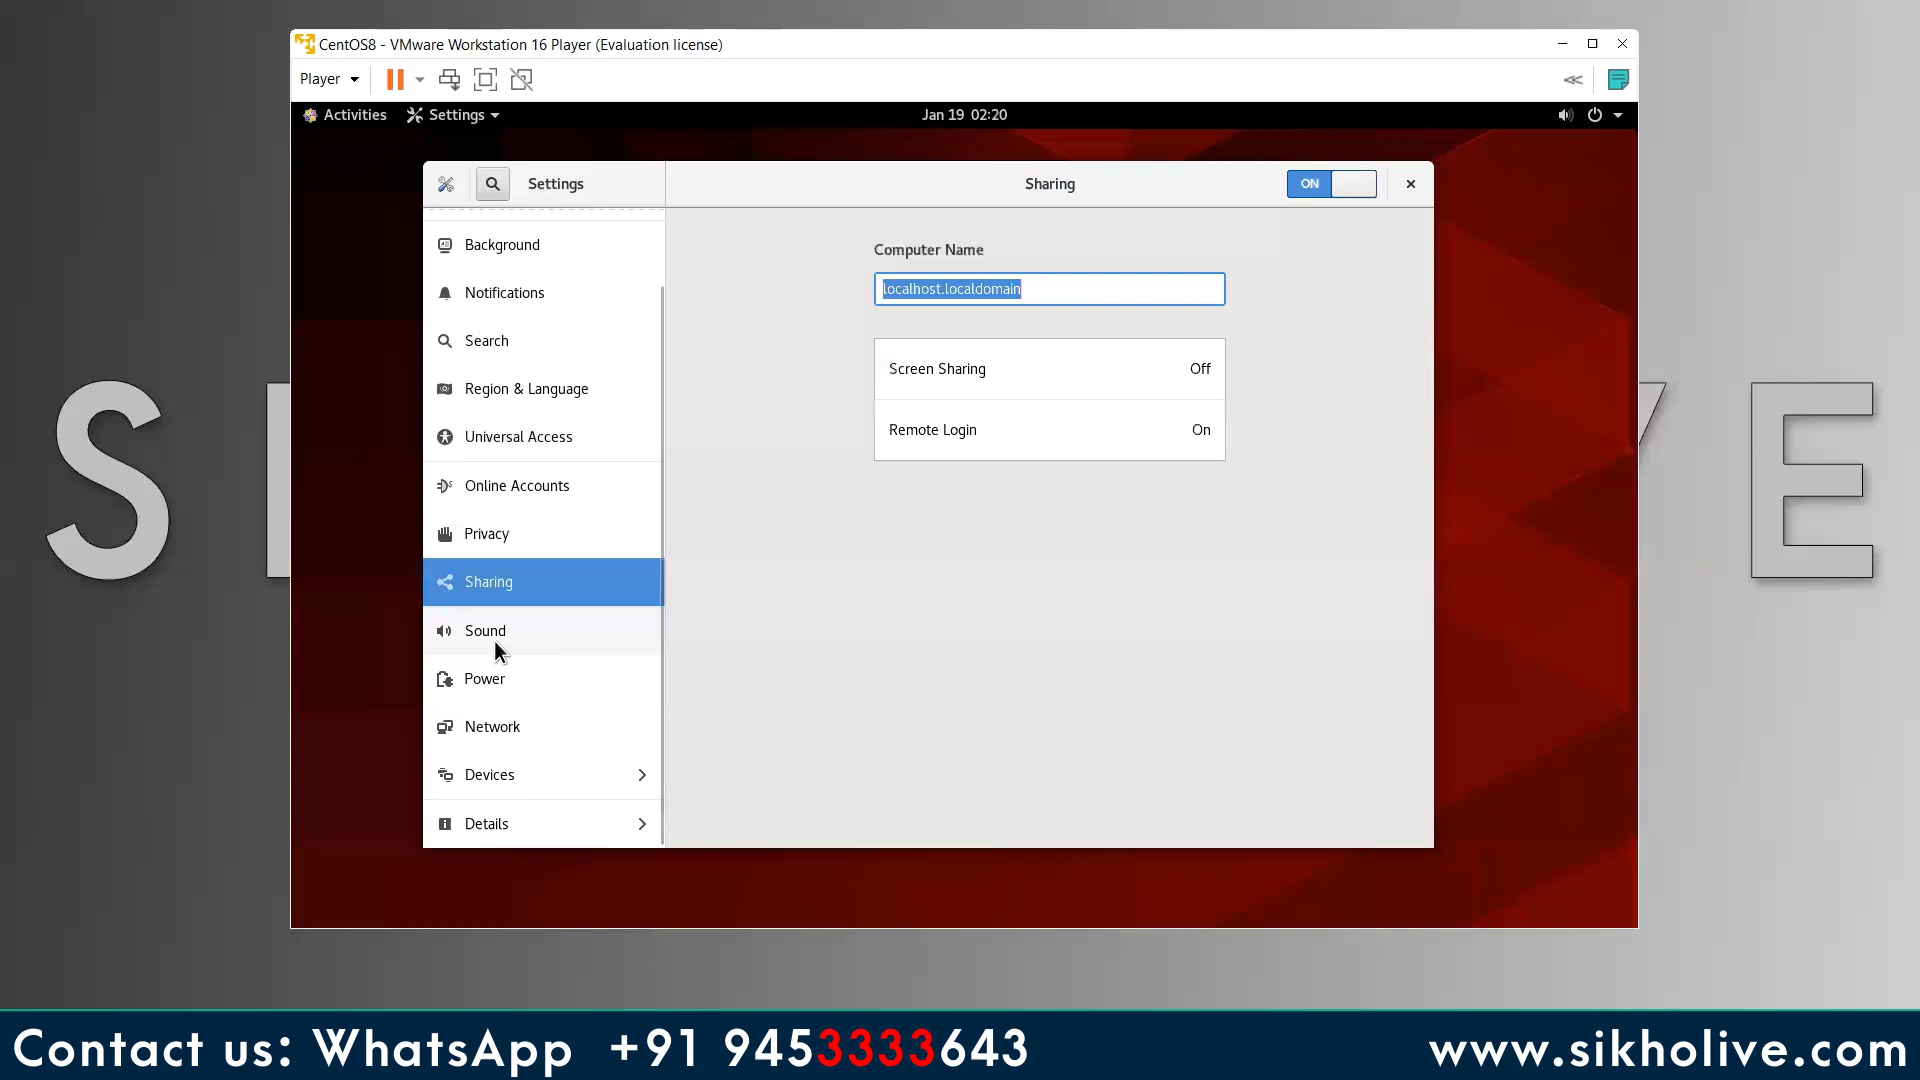 CentOS8 - VMware Workstation 16 Player (Evaluation license)
Player
Activities
Settings
Jan 19 02:20
Settings
Sharing
ON
Background
Notifications
Search
Region & Language
Universal Access
Online Accounts
Privacy
Sharing
Sound
Power
Network
Devices
Details
Computer Name
localhost.localdomain
Screen Sharing Off
Remote Login On
S
E
Contact us: WhatsApp +91 9453333643
www.sikholive.com